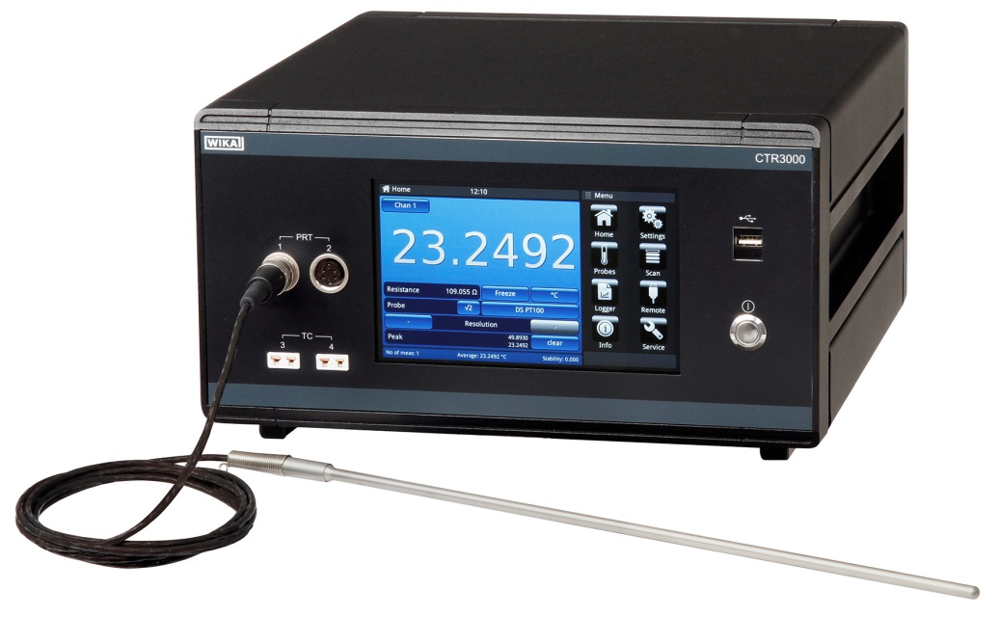 WIKAI
CTR3000
Home 12:10
Menu
Chan 1
23.2492
Home Settings
Probes Scan
Logger Remote
Info Service
Resistance 109.055 Ω Freeze °C
Probe √2 DS PT100
- Resolution
Peak 49.8930
23.2492 clear
No of meas: 1 Average: 23.2492 °C Stability: 0.000
PRT
1 2
TC
3 4